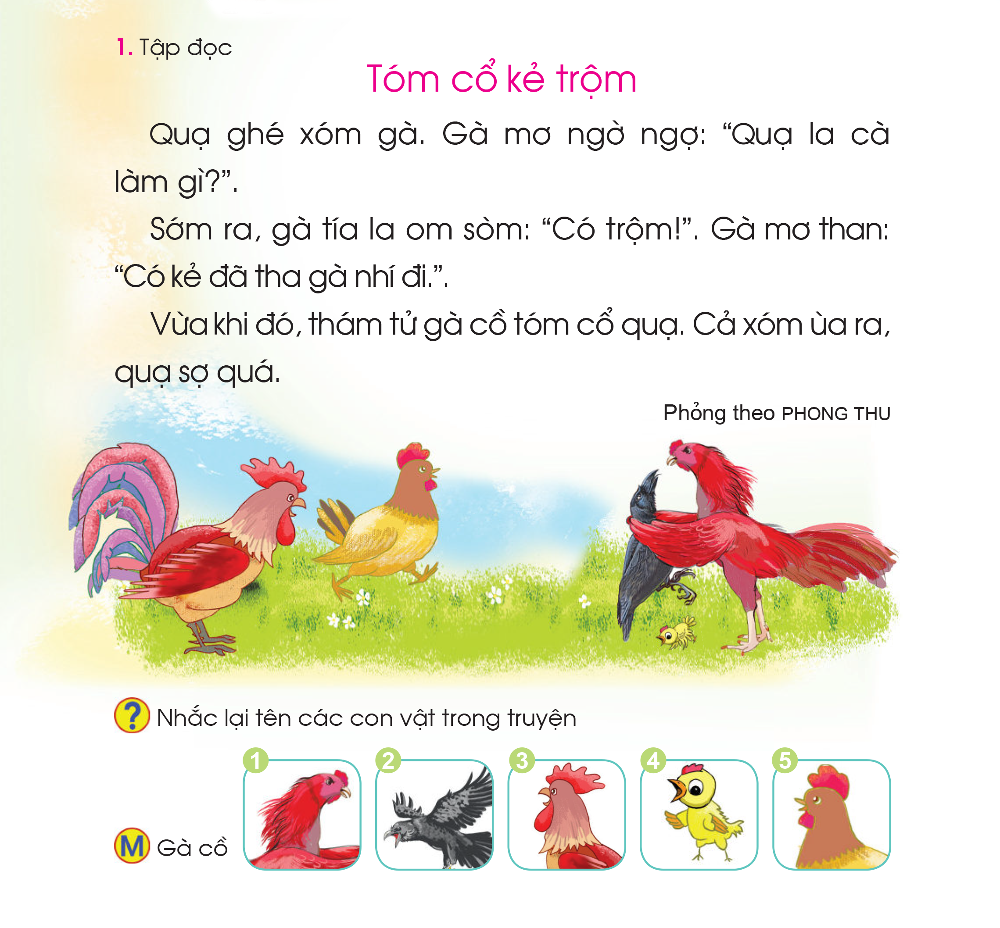 1. Tập đọc
Tóm cổ kẻ trộm
Quạ ghé xóm gà. Gà mơ ngờ ngợ: “Quạ la cà
làm gì?”.
Sớm ra, gà tía la om sòm: “Có trộm!”. Gà mơ than:
“Có kẻ đã tha gà nhí đi.”.
Vừa khi đó, thám tử gà cồ tóm cổ quạ. Cả xóm ùa ra,
quạ sợ quá.
Phỏng theo PHONG THU
? Nhắc lại tên các con vật trong truyện
1 2 3 4 5
M Gà cồ